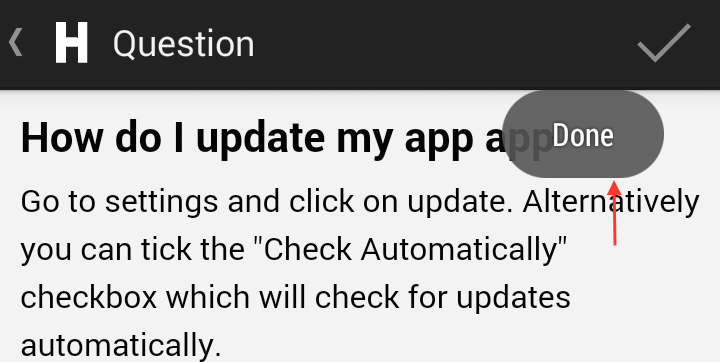 H Question
How do I update my app app
Done
Go to settings and click on update. Alternatively
you can tick the "Check Automatically"
checkbox which will check for updates
automatically.